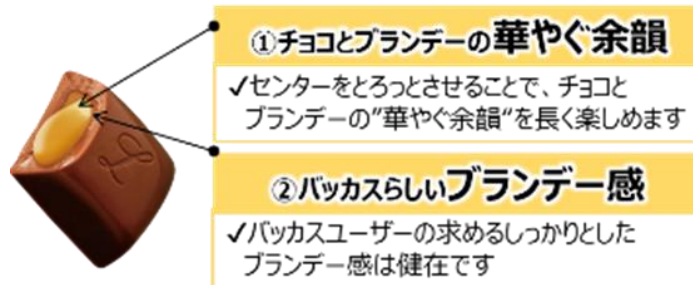 ①チョコとブランデーの華やぐ余韻
✓センターをとろっとさせることで、チョコと
ブランデーの"華やぐ余韻"を長く楽しめます
②バッカスらしいブランデー感
✓バッカスユーザーの求めるしっかりとした
ブランデー感は健在です